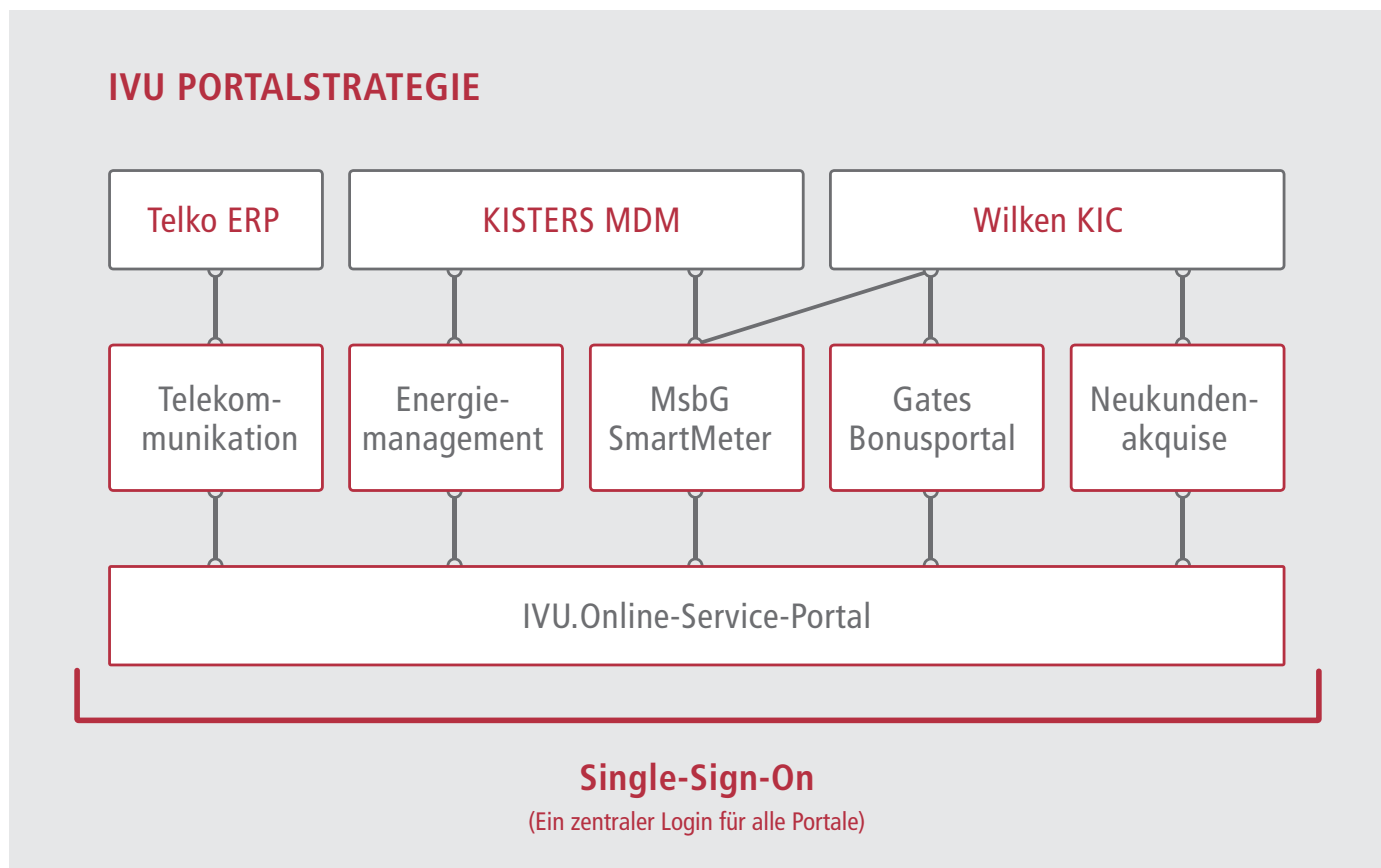 IVU PORTALSTRATEGIE
Telko ERP
KISTERS MDM
Wilken KIC
Telekom-
munikation
Energie-
management
MsbG
SmartMeter
Gates
Bonusportal
Neukunden-
akquise
IVU.Online-Service-Portal
Single-Sign-On
(Ein zentraler Login für alle Portale)